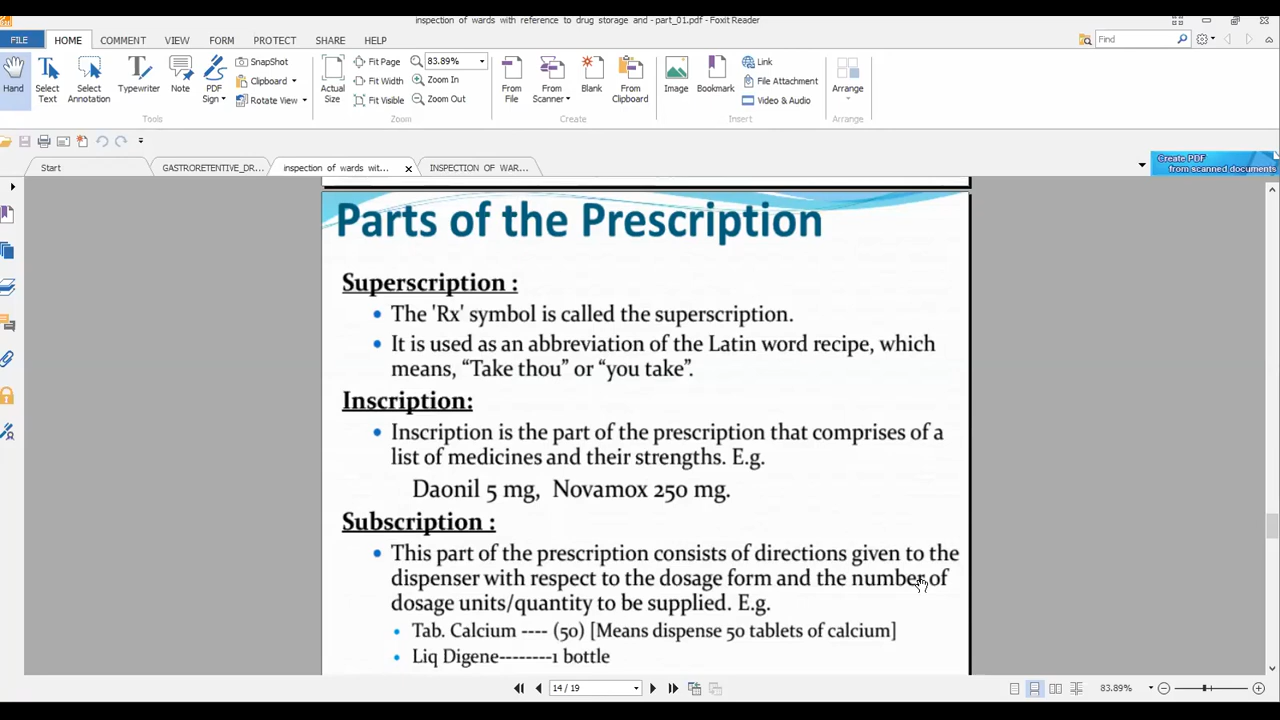 inspection of wards with reference to drug storage and - part_01.pdf - Foxit Reader
FILE HOME COMMENT VIEW FORM PROTECT SHARE HELP
Find
Hand
Select Text
Select Annotation
Typewriter
Note
PDF Sign
SnapShot
Clipboard
Rotate View
Tools
Actual Size
Fit Page
Fit Width
Fit Visible
83.89%
Zoom In
Zoom Out
Zoom
From File
From Scanner
Blank
From Clipboard
Create
Image
Bookmark
Link
File Attachment
Video & Audio
Insert
Arrange
Arrange
Start
GASTRORETENTIVE_DR...
inspection of wards wit...
INSPECTION OF WAR...
Create PDF
from scanned documents
Parts of the Prescription
Superscription :
• The 'Rx' symbol is called the superscription.
• It is used as an abbreviation of the Latin word recipe, which
means, “Take thou” or “you take”.
Inscription:
• Inscription is the part of the prescription that comprises of a
list of medicines and their strengths. E.g.
Daonil 5 mg, Novamox 250 mg.
Subscription :
• This part of the prescription consists of directions given to the
dispenser with respect to the dosage form and the number of
dosage units/quantity to be supplied. E.g.
• Tab. Calcium ---- (50) [Means dispense 50 tablets of calcium]
• Liq Digene--------1 bottle
14 / 19
83.89%